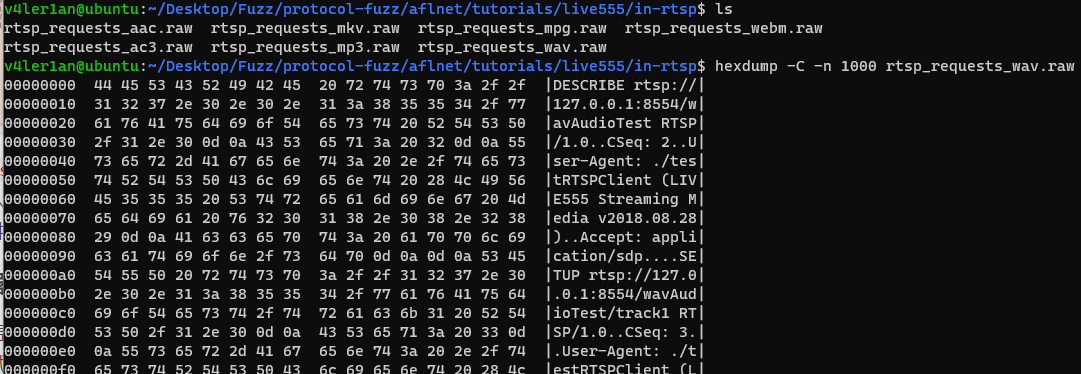 v4ler1an@ubuntu:~/Desktop/Fuzz/protocol-fuzz/aflnet/tutorials/live555/in-rtsp$ ls
rtsp_requests_aac.raw  rtsp_requests_mkv.raw  rtsp_requests_mpg.raw  rtsp_requests_webm.raw
rtsp_requests_ac3.raw  rtsp_requests_mp3.raw  rtsp_requests_wav.raw
v4ler1an@ubuntu:~/Desktop/Fuzz/protocol-fuzz/aflnet/tutorials/live555/in-rtsp$ hexdump -C -n 1000 rtsp_requests_wav.raw
00000000  44 45 53 43 52 49 42 45  20 72 74 73 70 3a 2f 2f  |DESCRIBE rtsp://|
00000010  31 32 37 2e 30 2e 30 2e  31 3a 38 35 35 34 2f 77  |127.0.0.1:8554/w|
00000020  61 76 41 75 64 69 6f 54  65 73 74 20 52 54 53 50  |avAudioTest RTSP|
00000030  2f 31 2e 30 0d 0a 43 53  65 71 3a 20 32 0d 0a 55  |/1.0..CSeq: 2..U|
00000040  73 65 72 2d 41 67 65 6e  74 3a 20 2e 2f 74 65 73  |ser-Agent: ./tes|
00000050  74 52 54 53 50 43 6c 69  65 6e 74 20 28 4c 49 56  |tRTSPClient (LIV|
00000060  45 35 35 35 20 53 74 72  65 61 6d 69 6e 67 20 4d  |E555 Streaming M|
00000070  65 64 69 61 20 76 32 30  31 38 2e 30 38 2e 32 38  |edia v2018.08.28|
00000080  29 0d 0a 41 63 63 65 70  74 3a 20 61 70 70 6c 69  |)..Accept: appli|
00000090  63 61 74 69 6f 6e 2f 73  64 70 0d 0a 0d 0a 53 45  |cation/sdp....SE|
000000a0  54 55 50 20 72 74 73 70  3a 2f 2f 31 32 37 2e 30  |TUP rtsp://127.0|
000000b0  2e 30 2e 31 3a 38 35 35  34 2f 77 61 76 41 75 64  |.0.1:8554/wavAud|
000000c0  69 6f 54 65 73 74 2f 74  72 61 63 6b 31 20 52 54  |ioTest/track1 RT|
000000d0  53 50 2f 31 2e 30 0d 0a  43 53 65 71 3a 20 33 0d  |SP/1.0..CSeq: 3.|
000000e0  0a 55 73 65 72 2d 41 67  65 6e 74 3a 20 2e 2f 74  |.User-Agent: ./t|
000000f0  65 73 74 52 54 53 50 43  6c 69 65 6e 74 20 28 4c  |estRTSPClient (L|